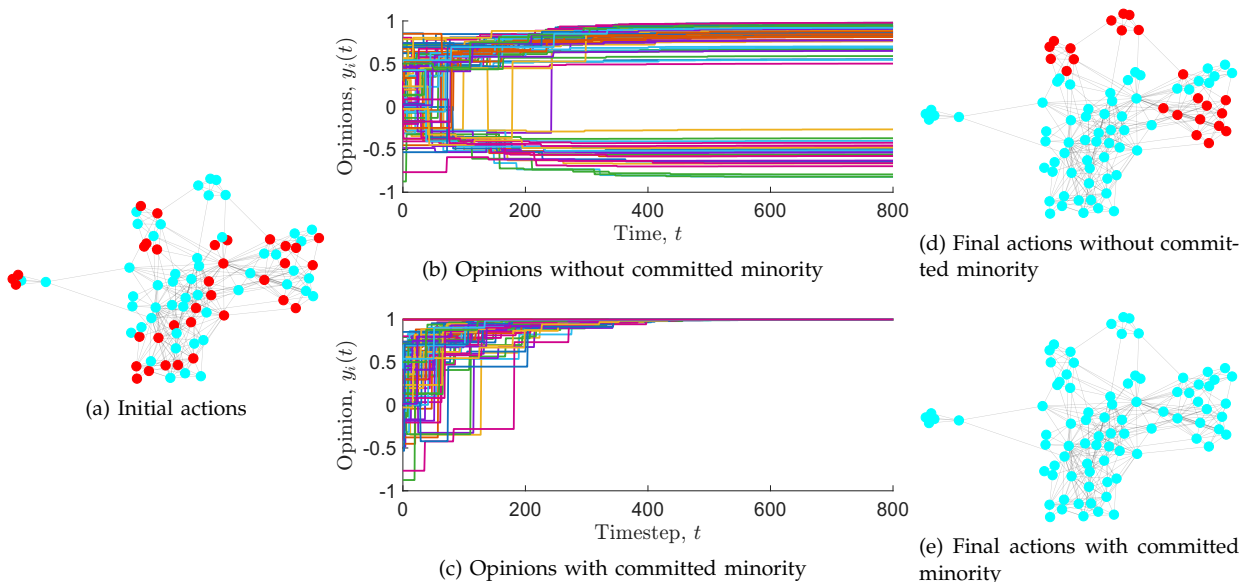 (a) Initial actions
Opinions, y_i(t)
1
0.5
0
-0.5
-1
0
200
400
600
800
Time, t
(b) Opinions without committed minority
Opinion, y_i(t)
1
0.5
0
-0.5
-1
0
200
400
600
800
Timestep, t
(c) Opinions with committed minority
(d) Final actions without commit-
ted minority
(e) Final actions with committed
minority